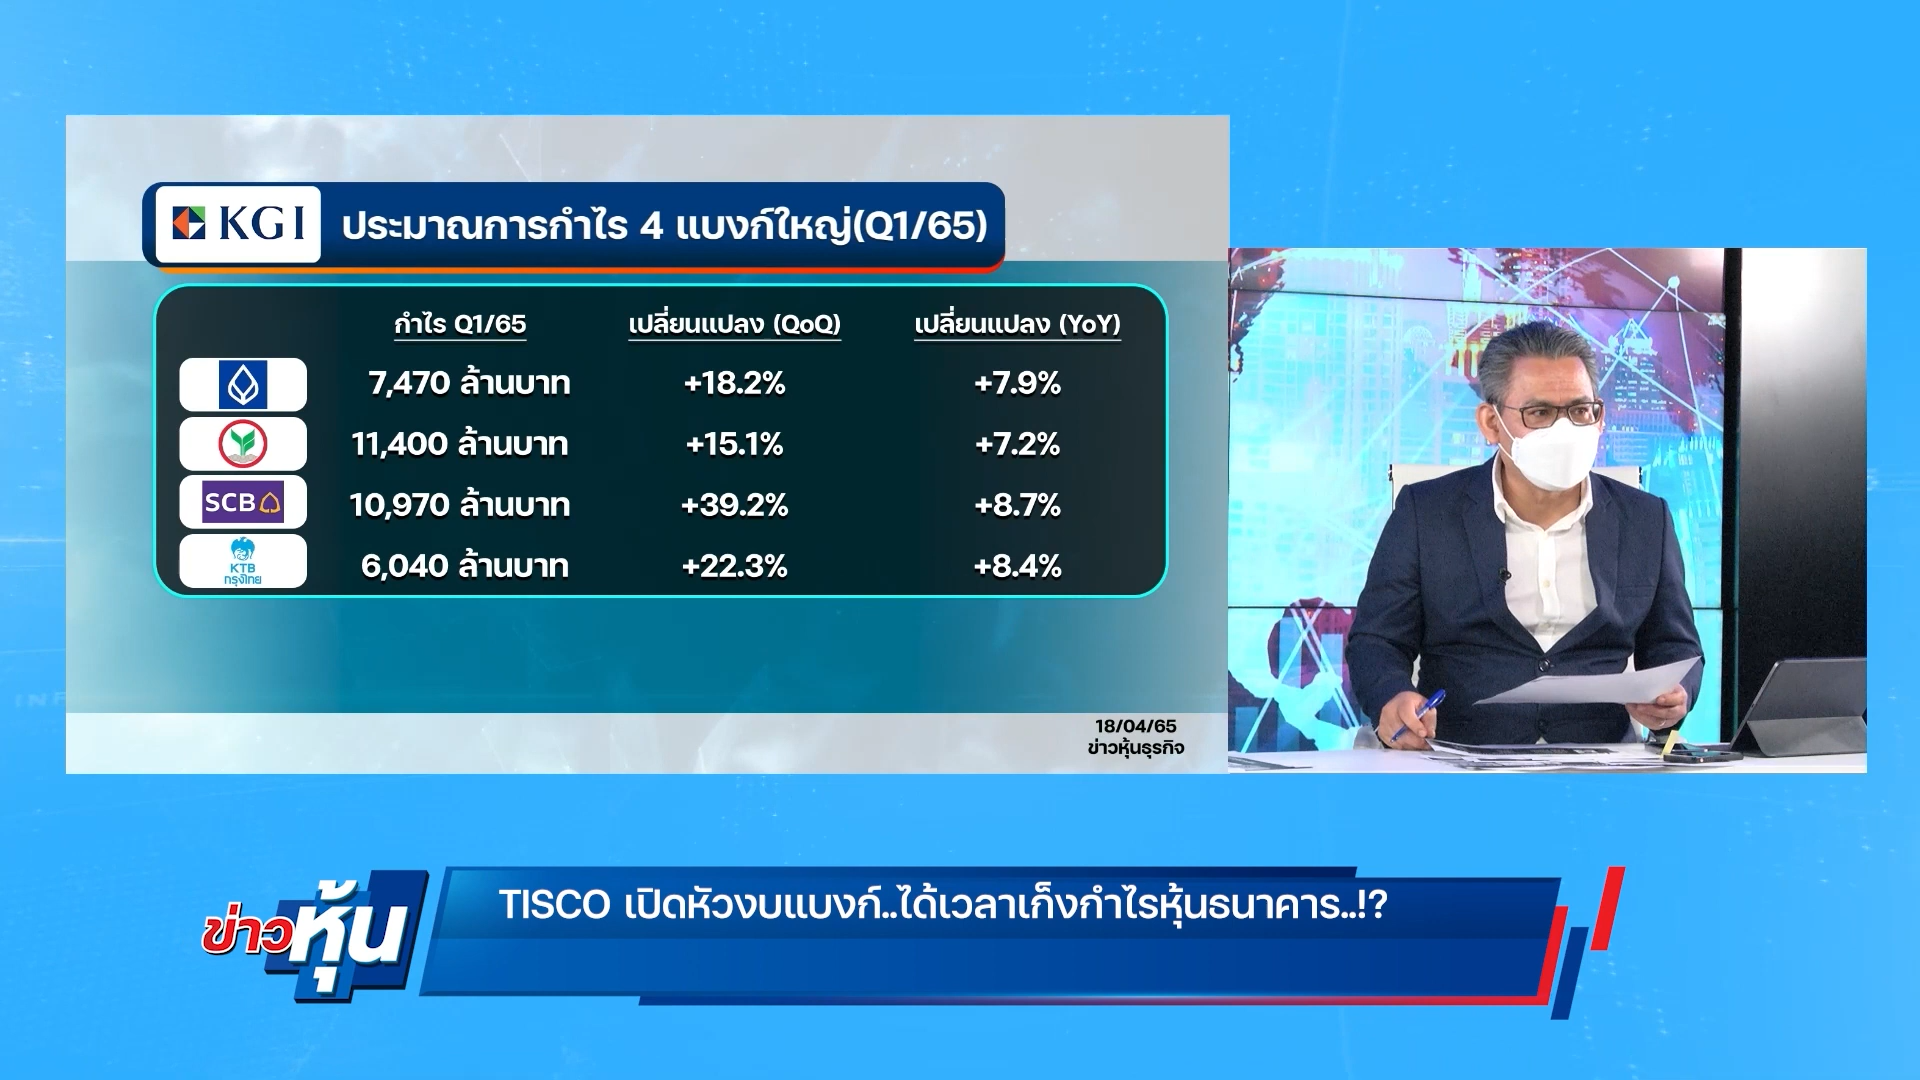 KGI ประมาณการกำไร 4 แบงก์ใหญ่(Q1/65)
กำไร Q1/65 เปลี่ยนแปลง (QoQ) เปลี่ยนแปลง (YoY)
7,470 ล้านบาท +18.2% +7.9%
11,400 ล้านบาท +15.1% +7.2%
SCB 10,970 ล้านบาท +39.2% +8.7%
KTB
กรุงไทย
6,040 ล้านบาท +22.3% +8.4%
18/04/65
ข่าวหุ้นธุรกิจ
ข่าวหุ้น
TISCO เปิดหัวงบแบงก์..ได้เวลาเก็งกำไรหุ้นธนาคาร..!?